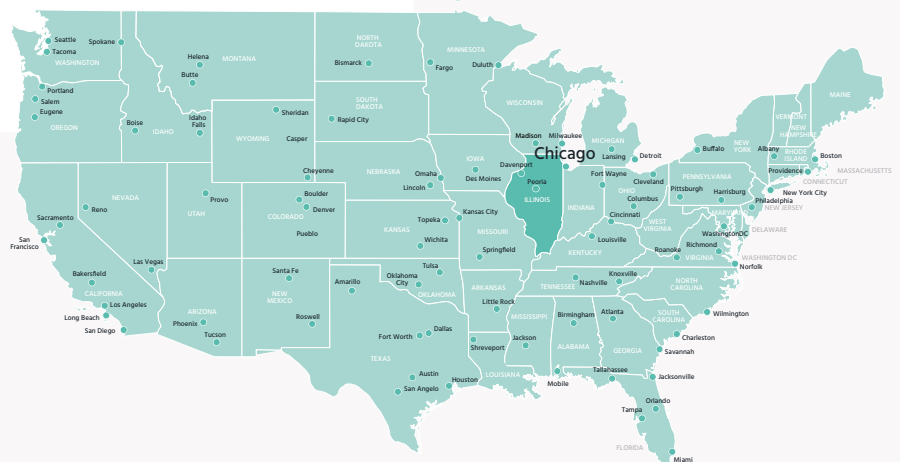 Seattle
Tacoma
WASHINGTON
Spokane
Helena
MONTANA
Butte
NORTH
DAKOTA
Bismarck
MINNESOTA
Fargo
Duluth
Portland
Salem
Eugene
OREGON
Boise
IDAHO
Idaho
Falls
Sheridan
WYOMING
Casper
SOUTH
DAKOTA
Rapid City
WISCONSIN
Madison
Milwaukee
MICHIGAN
Lansing
Detroit
Chicago
MAINE
VERMONT
NEW
HAMPSHIRE
NEW
YORK
Buffalo
Albany
RHODE
ISLAND
Boston
MASSACHUSETTS
Providence
CONNECTICUT
New York City
Cheyenne
NEBRASKA
Omaha
Lincoln
IOWA
Des Moines
Davenport
Peoria
ILLINOIS
INDIANA
Fort Wayne
OHIO
Cleveland
Columbus
Cincinnati
PENNSYLVANIA
Pittsburgh
Harrisburg
Philadelphia
NEW JERSEY
MARYLAND
DELAWARE
WashingtonDC
WASHINGTON DC
WEST
VIRGINIA
Richmond
Roanoke
VIRGINIA
Norfolk
NEVADA
Reno
Sacramento
San
Francisco
UTAH
Provo
Boulder
Denver
COLORADO
Pueblo
KANSAS
Topeka
Kansas City
Wichita
MISSOURI
Springfield
Louisville
KENTUCKY
Las Vegas
Bakersfield
CALIFORNIA
Los Angeles
Long Beach
San Diego
ARIZONA
Phoenix
Tucson
Santa Fe
NEW
MEXICO
Roswell
Amarillo
Oklahoma
City
Tulsa
OKLAHOMA
ARKANSAS
Little Rock
TENNESSEE
Nashville
Knoxville
NORTH
CAROLINA
Wilmington
SOUTH
CAROLINA
Charleston
Savannah
MISSISSIPPI
Jackson
Birmingham
ALABAMA
Atlanta
GEORGIA
Fort Worth
Dallas
TEXAS
Shreveport
LOUISIANA
Austin
San Angelo
Houston
Mobile
Tallahassee
Jacksonville
Orlando
Tampa
FLORIDA
Miami